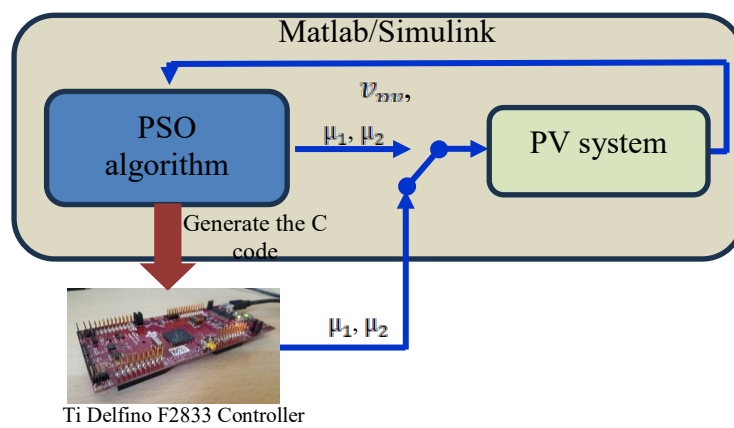 Matlab/Simulink
v_pv,
PSO
algorithm
μ₁, μ₂
PV system
Generate the C
code
μ₁, μ₂
Ti Delfino F2833 Controller